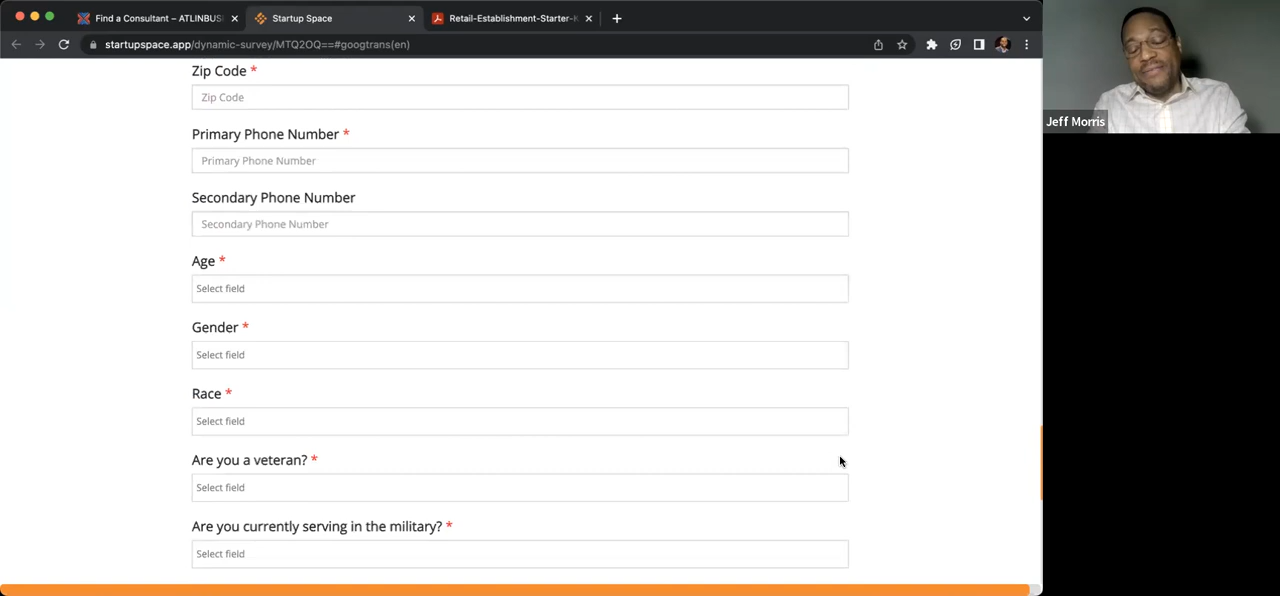 Find a Consultant – ATLINBUS
Startup Space
Retail-Establishment-Starter-K
startupspace.app/dynamic-survey/MTQ2OQ==#googtrans(en)
Zip Code *
Zip Code
Primary Phone Number *
Primary Phone Number
Secondary Phone Number
Secondary Phone Number
Age *
Select field
Gender *
Select field
Race *
Select field
Are you a veteran? *
Select field
Are you currently serving in the military? *
Select field
Jeff Morris